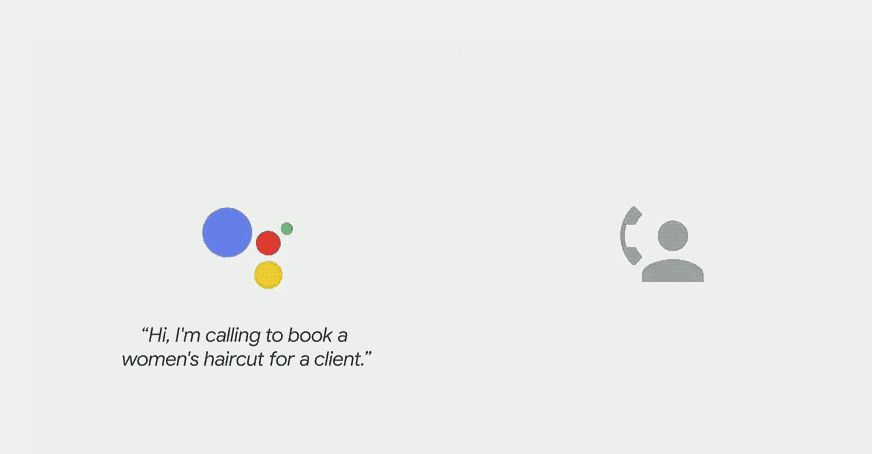 “Hi, I'm calling to book a
women's haircut for a client.”